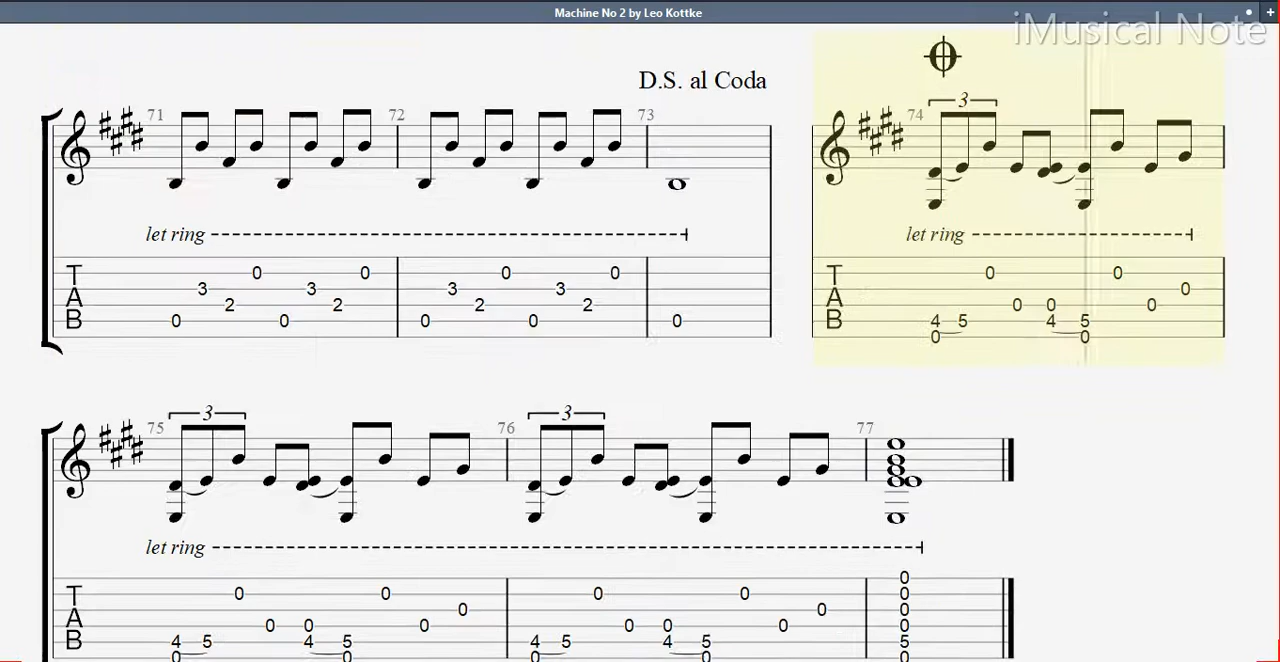 Machine No 2 by Leo Kottke
+
iMusical Note
D.S. al Coda
3
71 72 73 74
let ring let ring
T
A
B
0 3 2 0 0 3 2 0
0 3 2 0 0 3 2 0
0
T
A
B
0 0
0
0 0 0
4 5 4 5
0 0
3 3
75 76 77
let ring
T
A
B
0 0 0 0 0
0 0 0
0 0 0 0 0 0 0
4 5 4 5 4 5 4 5 5
0 0 0 0 0